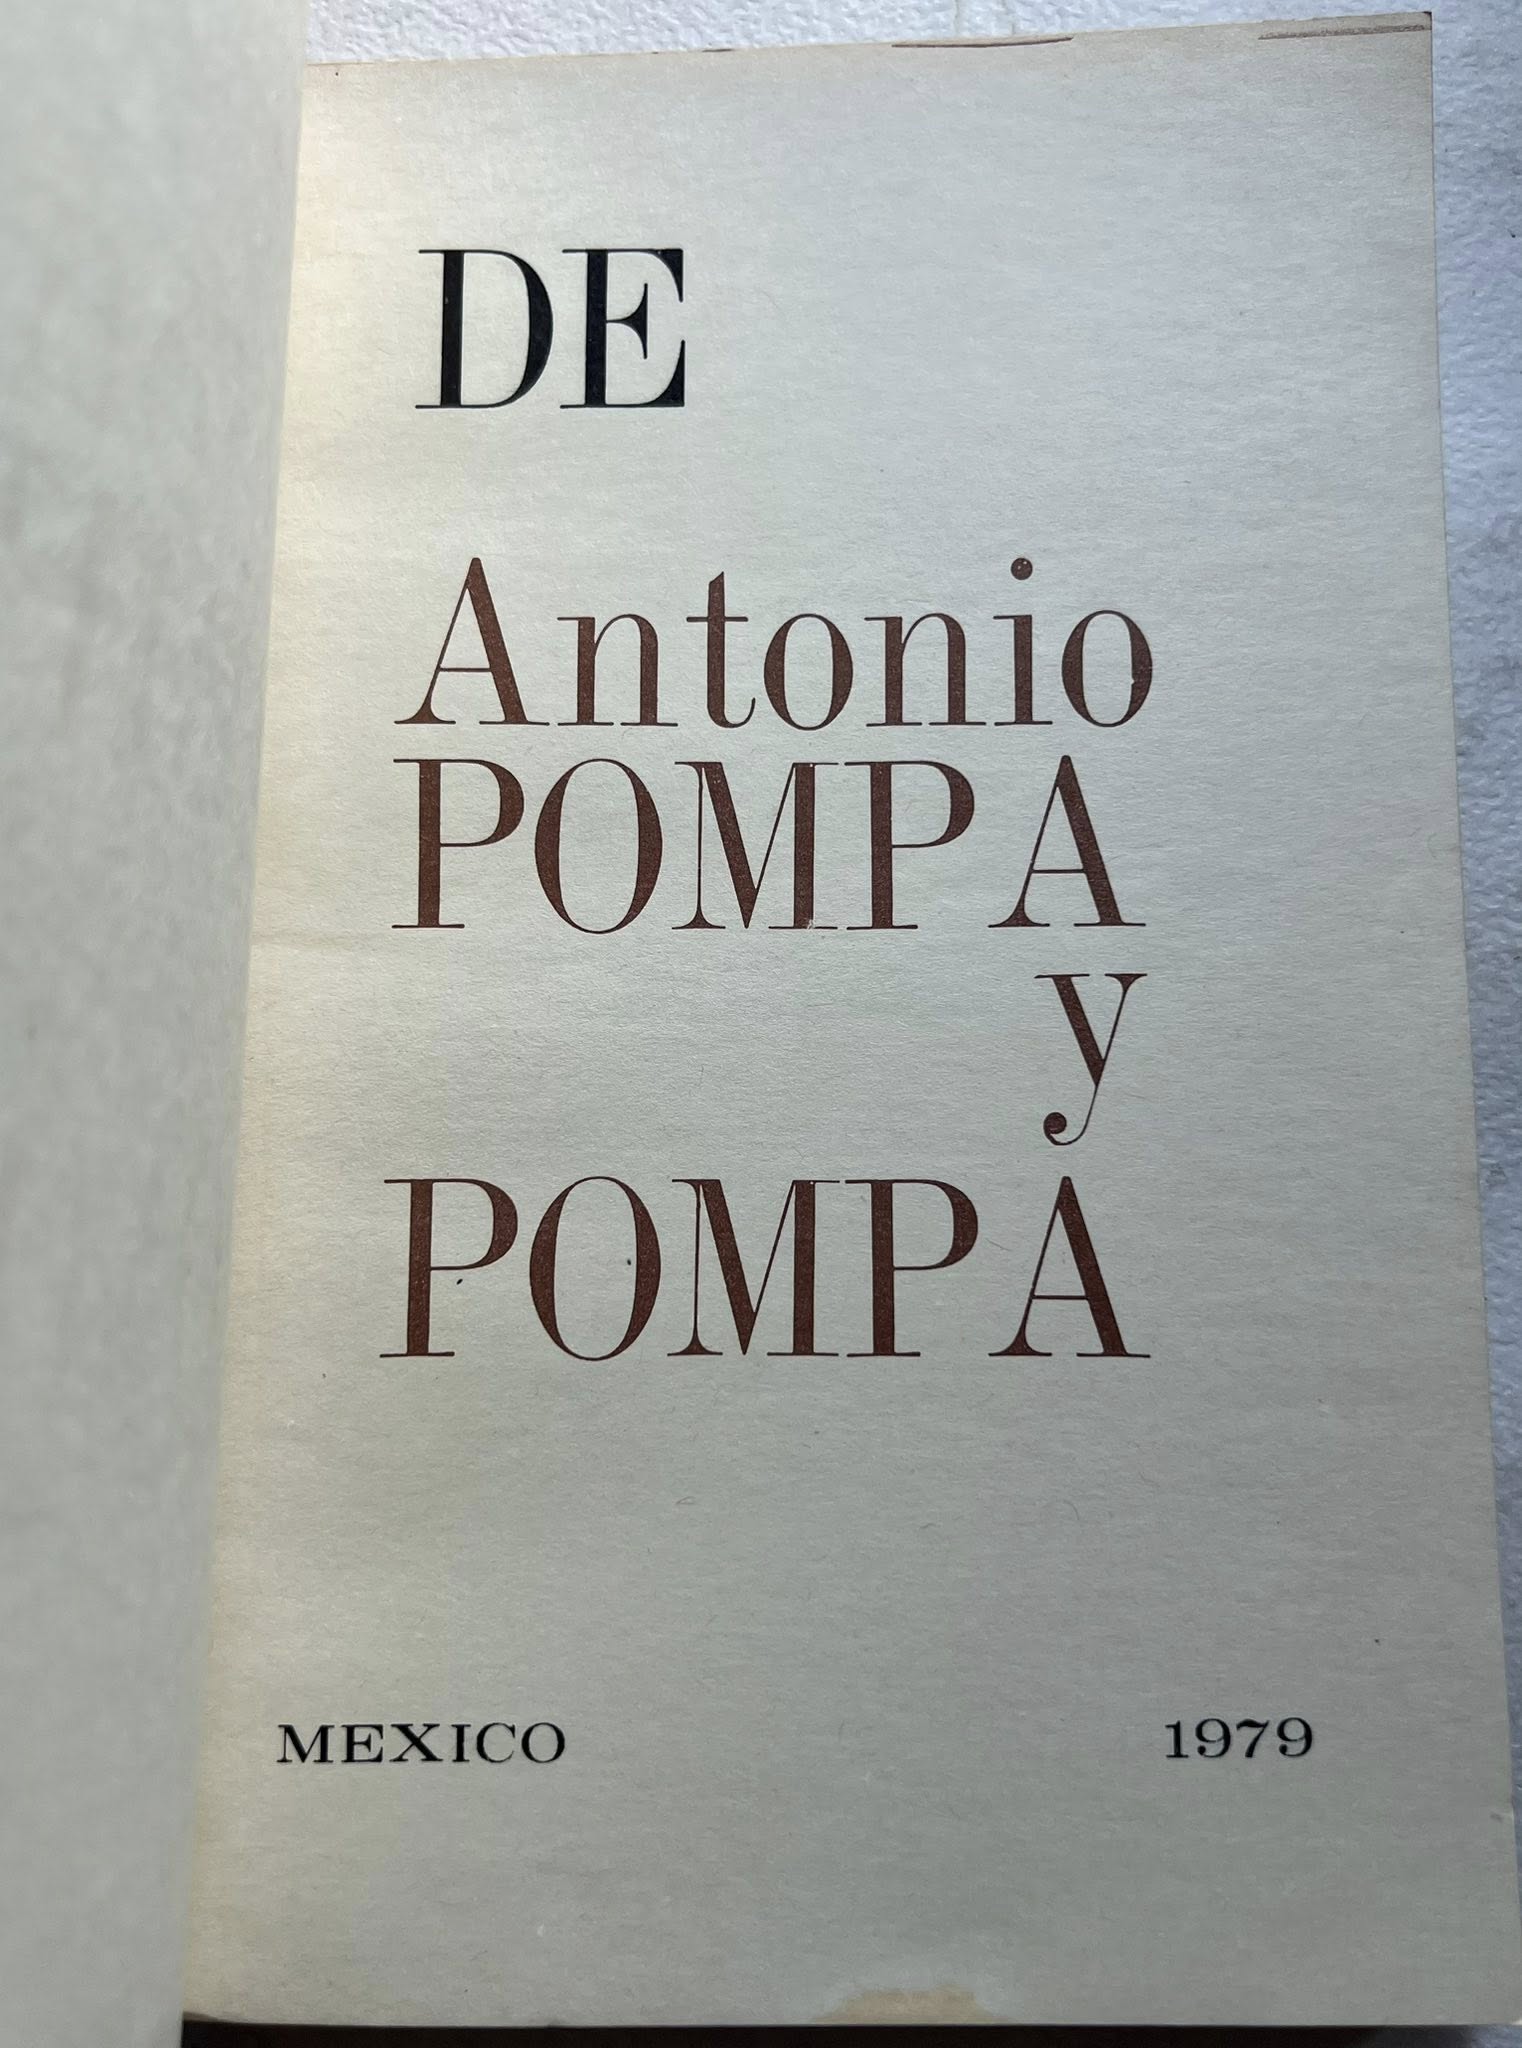 DE
Antonio
POMPA
y
POMPA
MEXICO 1979